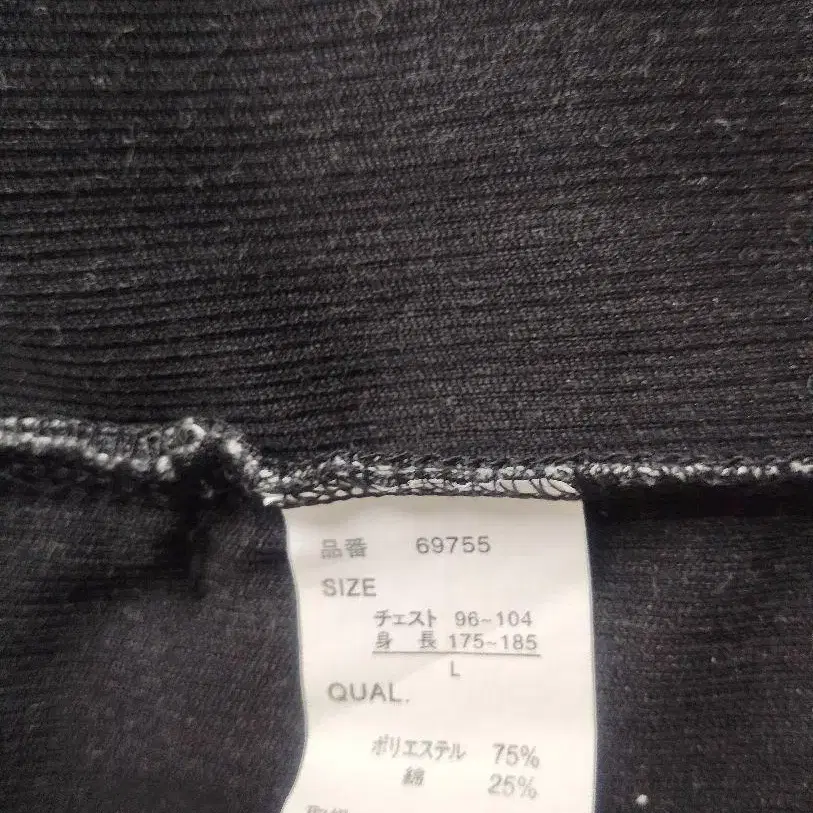 品番 69755
SIZE
チェスト 96~104
身 長 175~185
L
QUAL.
ポリエステル 75%
綿 25%